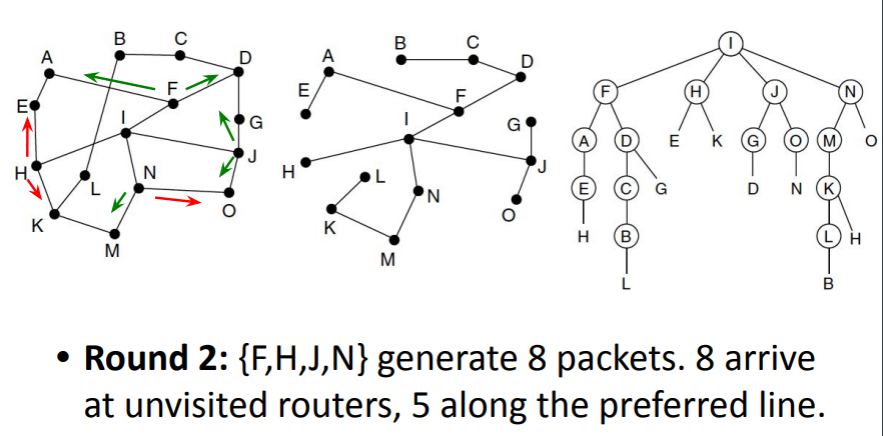 B C
A D
F
E
I G
J
H N
L
K O
M
B C
A D
E F
I G
H J
L
N
K O
M
I
F H J N
A D E K G O M O
E C G D N K
H B L H
L B
• Round 2: {F,H,J,N} generate 8 packets. 8 arrive
at unvisited routers, 5 along the preferred line.